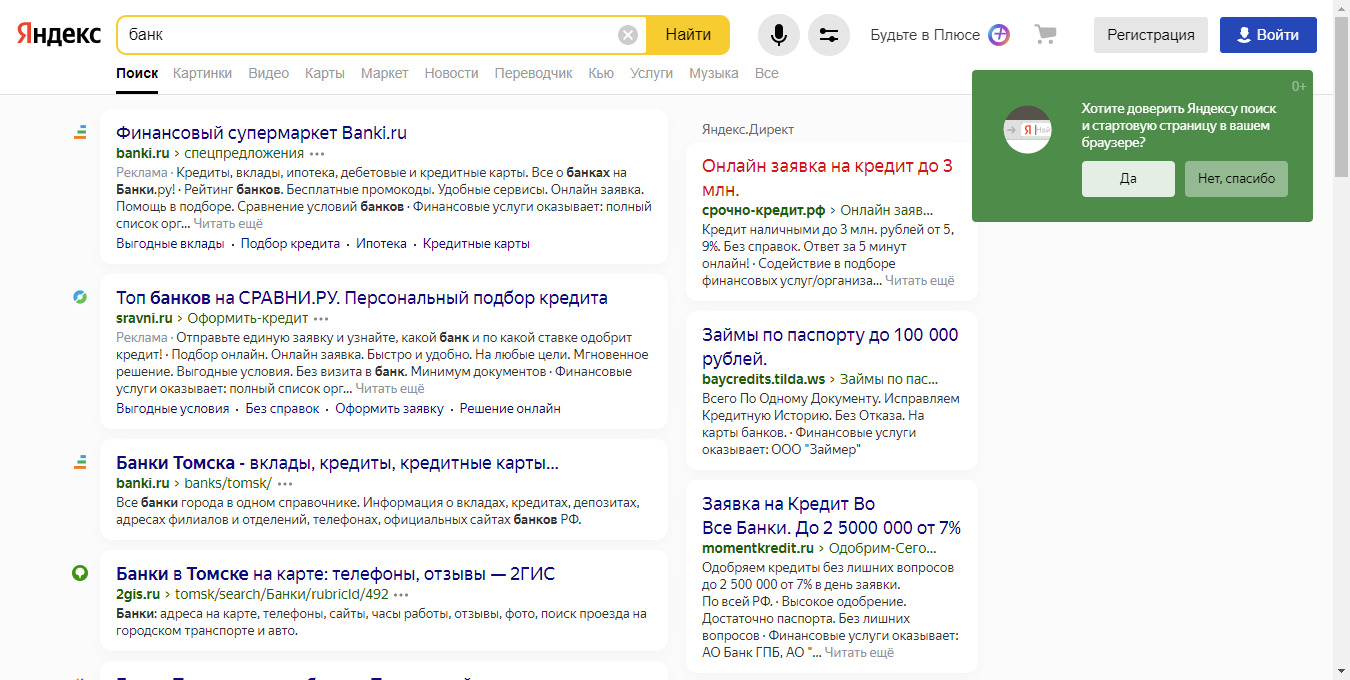 Яндекс
банк
Найти
Будьте в Плюсе
Регистрация
Войти
Поиск Картинки Видео Карты Маркет Новости Переводчик Кью Услуги Музыка Все
0+
Хотите доверить Яндексу поиск
и стартовую страницу в вашем
браузере?
Да
Нет, спасибо
Финансовый супермаркет Banki.ru
banki.ru › спецпредложения
Реклама · Кредиты, вклады, ипотека, дебетовые и кредитные карты. Все о банках на
Банки.ру! · Рейтинг банков. Бесплатные промокоды. Удобные сервисы. Онлайн заявка.
Помощь в подборе. Сравнение условий банков · Финансовые услуги оказывает: полный
список орг... Читать ещё
Выгодные вклады · Подбор кредита · Ипотека · Кредитные карты
Топ банков на СРАВНИ.РУ. Персональный подбор кредита
sravni.ru › Оформить-кредит
Реклама · Отправьте единую заявку и узнайте, какой банк и по какой ставке одобрит
кредит! · Подбор онлайн. Онлайн заявка. Быстро и удобно. На любые цели. Мгновенное
решение. Выгодные условия. Без визита в банк. Минимум документов · Финансовые
услуги оказывает: полный список орг... Читать ещё
Выгодные условия · Без справок · Оформить заявку · Решение онлайн
Банки Томска - вклады, кредиты, кредитные карты...
banki.ru › banks/tomsk/
Все банки города в одном справочнике. Информация о вкладах, кредитах, депозитах,
адресах филиалов и отделений, телефонах, официальных сайтах банков РФ.
Банки в Томске на карте: телефоны, отзывы — 2ГИС
2gis.ru › tomsk/search/Банки/rubricId/492
Банки: адреса на карте, телефоны, сайты, часы работы, отзывы, фото, поиск проезда на
городском транспорте и авто.
Яндекс.Директ
Онлайн заявка на кредит до 3
млн.
срочно-кредит.рф › Онлайн заяв...
Кредит наличными до 3 млн. рублей от 5,
9%. Без справок. Ответ за 5 минут
онлайн! · Содействие в подборе
финансовых услуг/организа... Читать ещё
Займы по паспорту до 100 000
рублей.
baycredits.tilda.ws › Займы по пас...
Всего По Одному Документу. Исправляем
Кредитную Историю. Без Отказа. На
карты банков. · Финансовые услуги
оказывает: ООО "Займер"
Заявка на Кредит Во
Все Банки. До 2 5000 000 от 7%
momentkredit.ru › Одобрим-Сего...
Одобряем кредиты без лишних вопросов
до 2 500 000 от 7% в день заявки.
По всей РФ. · Высокое одобрение.
Достаточно паспорта. Без лишних
вопросов · Финансовые услуги оказывает:
АО Банк ГПБ, АО "... Читать ещё